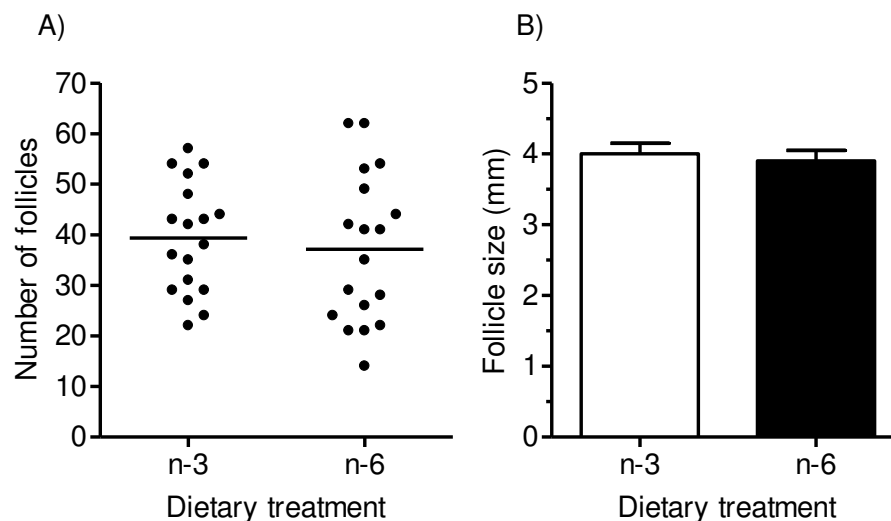 A)
Number of follicles
70
60
50
40
30
20
10
0
n-3 n-6
Dietary treatment
B)
Follicle size (mm)
5
4
3
2
1
0
n-3 n-6
Dietary treatment